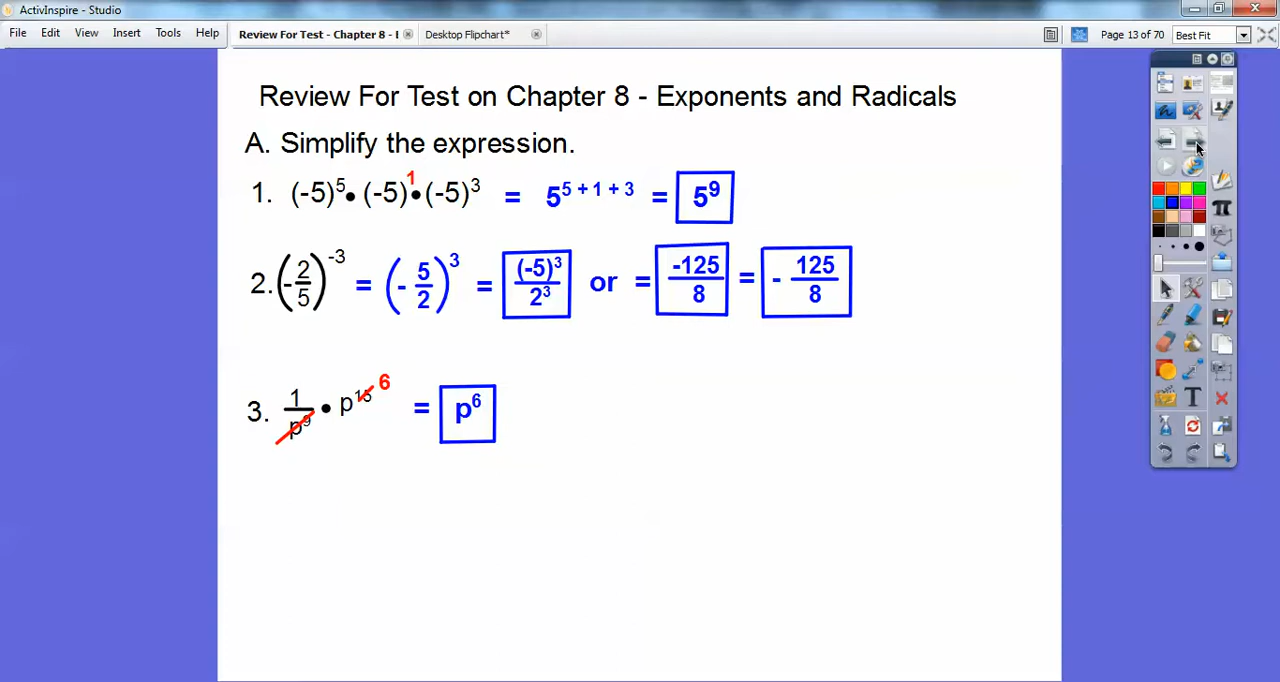 ActivInspire - Studio
File Edit View Insert Tools Help
Review For Test - Chapter 8 - E
Desktop Flipchart*
Page 13 of 70
Best Fit
Review For Test on Chapter 8 - Exponents and Radicals
A. Simplify the expression.
1. (-5)⁵ • (-5)¹ • (-5)³ = 5⁵ ⁺ ¹ ⁺ ³ = 5⁹
2. (-2/5)⁻³ = (-5/2)³ = (-5)³/2³ or = -125/8 = - 125/8
3. 1/p⁹ • p¹⁵ 6 = p⁶